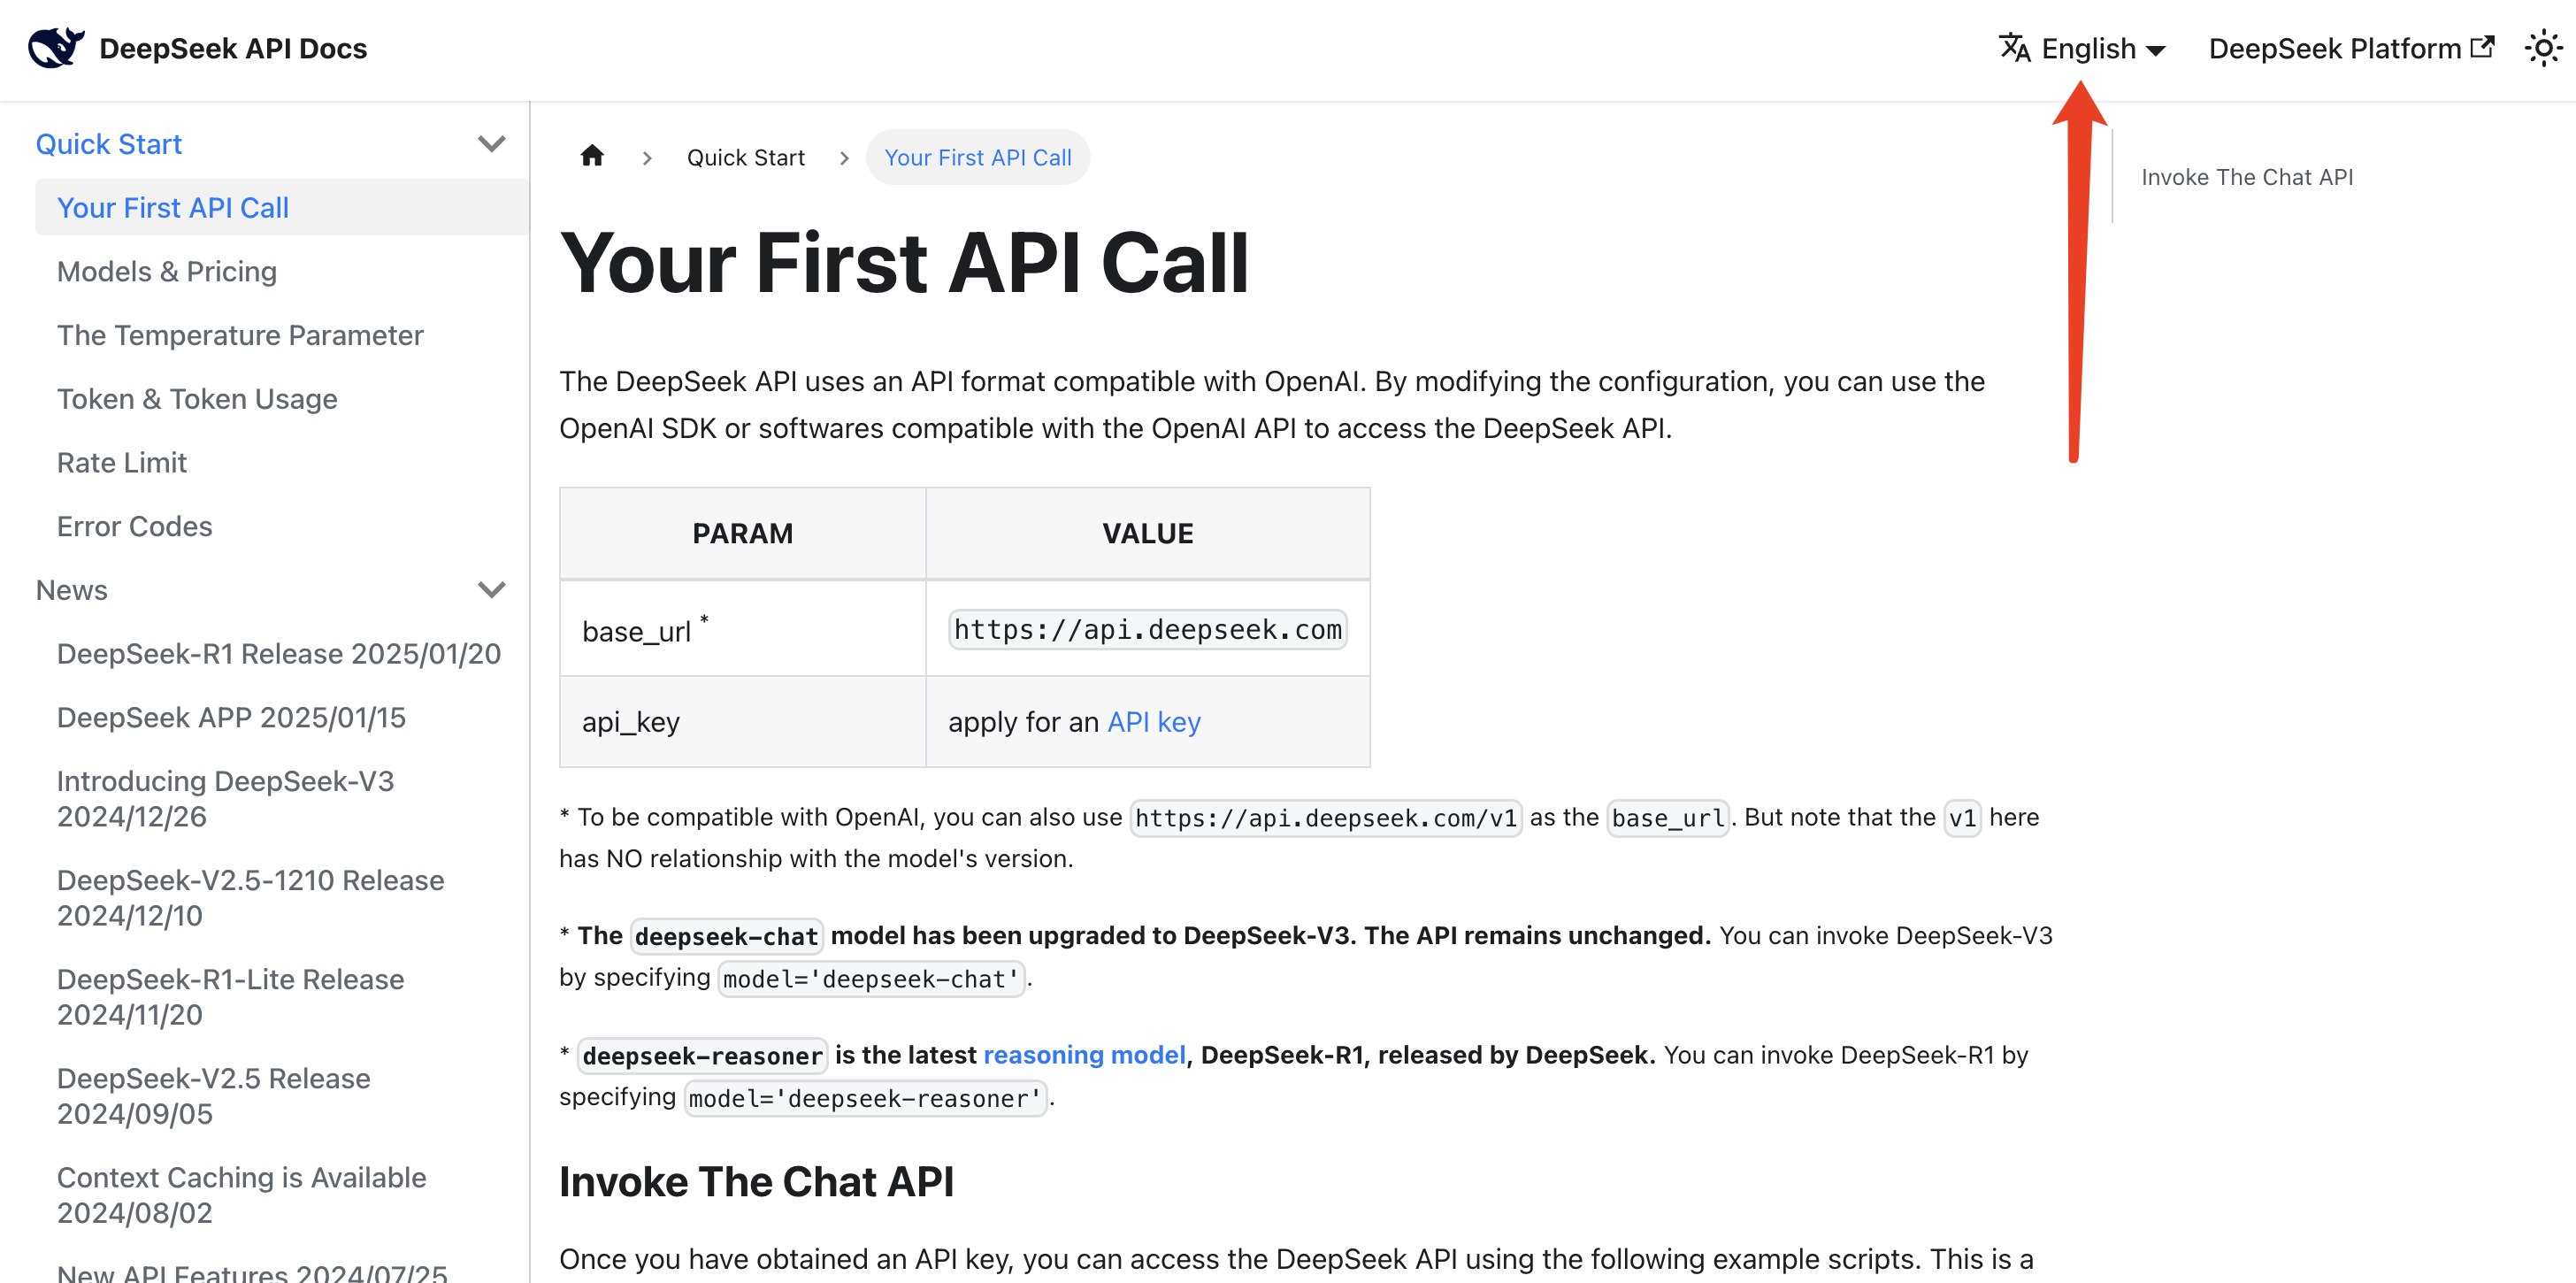 DeepSeek API Docs
English
DeepSeek Platform
Quick Start
Your First API Call
Models & Pricing
The Temperature Parameter
Token & Token Usage
Rate Limit
Error Codes
News
DeepSeek-R1 Release 2025/01/20
DeepSeek APP 2025/01/15
Introducing DeepSeek-V3
2024/12/26
DeepSeek-V2.5-1210 Release
2024/12/10
DeepSeek-R1-Lite Release
2024/11/20
DeepSeek-V2.5 Release
2024/09/05
Context Caching is Available
2024/08/02
New API Features 2024/07/25
Quick Start
Your First API Call
Your First API Call
The DeepSeek API uses an API format compatible with OpenAI. By modifying the configuration, you can use the
OpenAI SDK or softwares compatible with the OpenAI API to access the DeepSeek API.
PARAM VALUE
base_url * https://api.deepseek.com
api_key apply for an API key
* To be compatible with OpenAI, you can also use https://api.deepseek.com/v1 as the base_url. But note that the v1 here
has NO relationship with the model's version.
* The deepseek-chat model has been upgraded to DeepSeek-V3. The API remains unchanged. You can invoke DeepSeek-V3
by specifying model='deepseek-chat'.
* deepseek-reasoner is the latest reasoning model, DeepSeek-R1, released by DeepSeek. You can invoke DeepSeek-R1 by
specifying model='deepseek-reasoner'.
Invoke The Chat API
Once you have obtained an API key, you can access the DeepSeek API using the following example scripts. This is a
Invoke The Chat API